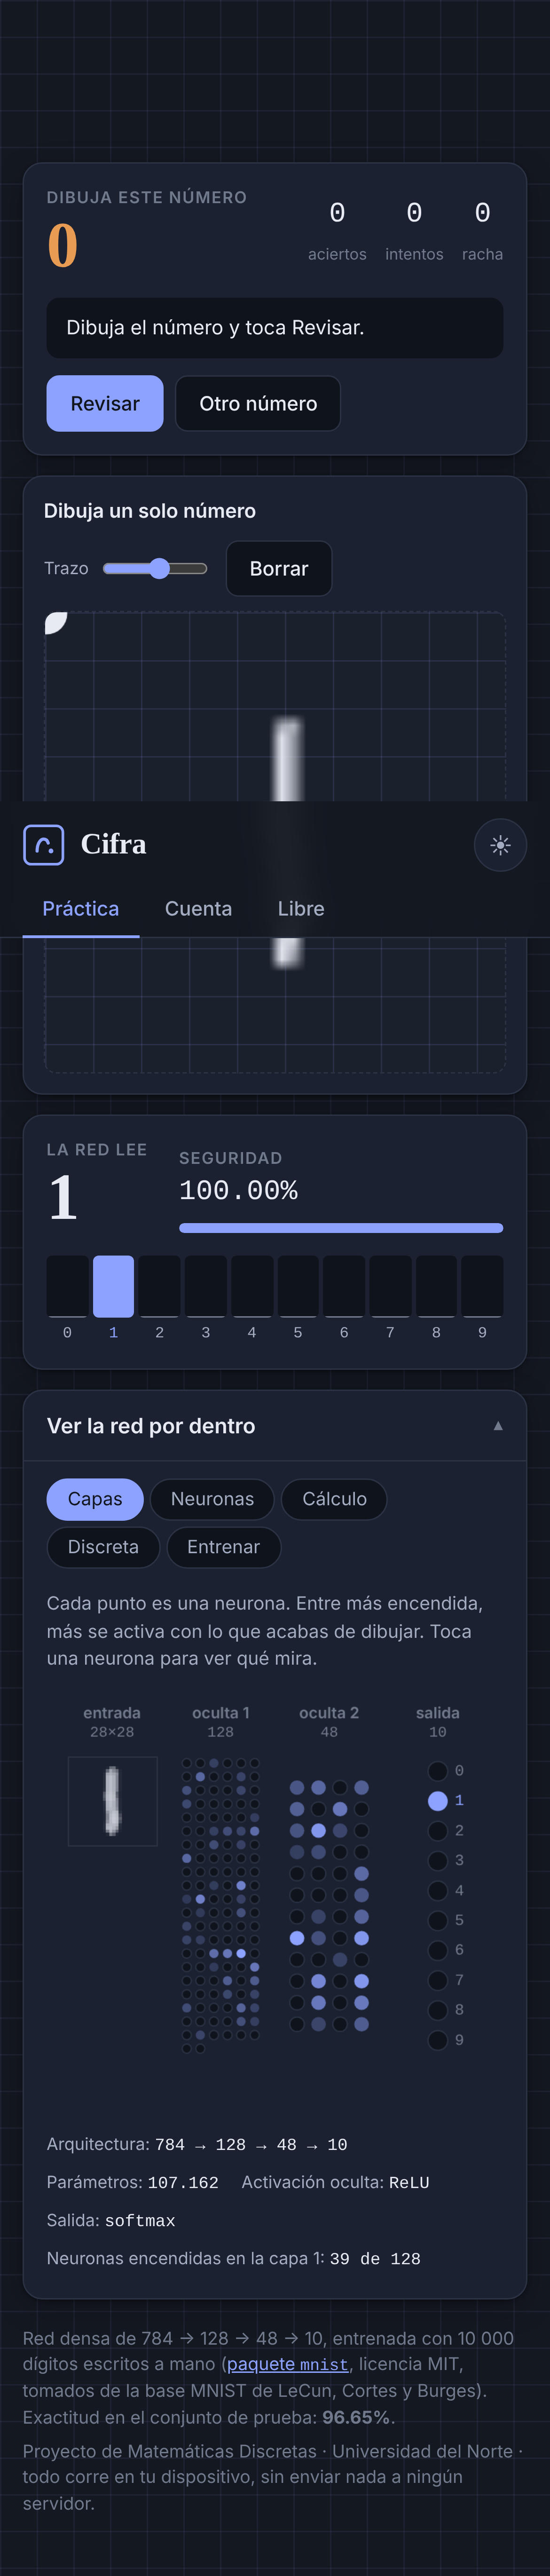 DIBUJA ESTE NÚMERO
0
0 0 0
aciertos intentos racha
Dibuja el número y toca Revisar.
Revisar Otro número
Dibuja un solo número
Trazo Borrar
Cifra
Práctica Cuenta Libre
LA RED LEE
1
SEGURIDAD
100.00%
0 1 2 3 4 5 6 7 8 9
Ver la red por dentro
Capas Neuronas Cálculo
Discreta Entrenar
Cada punto es una neurona. Entre más encendida,
más se activa con lo que acabas de dibujar. Toca
una neurona para ver qué mira.
entrada oculta 1 oculta 2 salida
28×28 128 48 10
0
1
2
3
4
5
6
7
8
9
Arquitectura: 784 → 128 → 48 → 10
Parámetros: 107.162 Activación oculta: ReLU
Salida: softmax
Neuronas encendidas en la capa 1: 39 de 128
Red densa de 784 → 128 → 48 → 10, entrenada con 10 000
dígitos escritos a mano (paquete mnist, licencia MIT,
tomados de la base MNIST de LeCun, Cortes y Burges).
Exactitud en el conjunto de prueba: 96.65%.
Proyecto de Matemáticas Discretas · Universidad del Norte ·
todo corre en tu dispositivo, sin enviar nada a ningún
servidor.